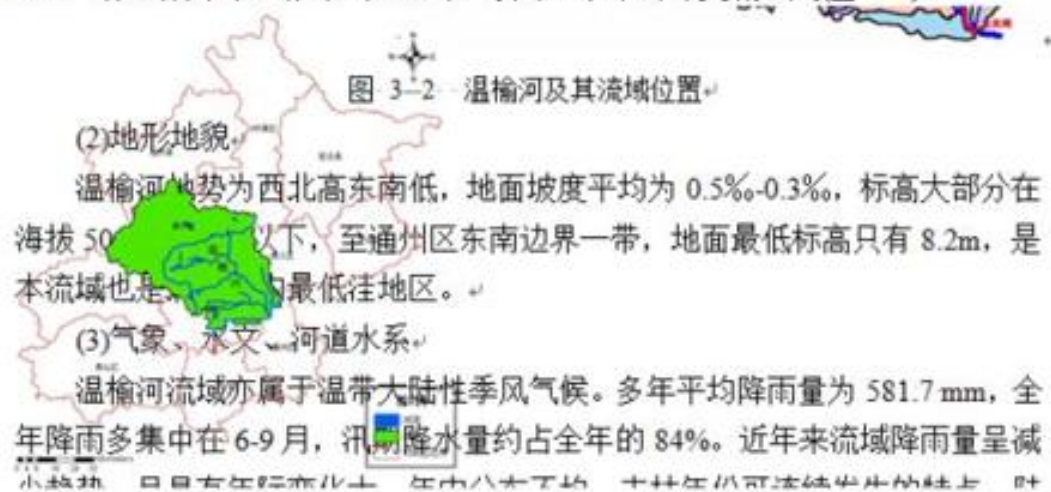 图 3-2 温榆河及其流域位置
(2)地形地貌
温榆河地势为西北高东南低，地面坡度平均为 0.5‰-0.3‰，标高大部分在
海拔 50 以下，至通州区东南边界一带，地面最低标高只有 8.2m，是
本流域也是 最低洼地区。
(3)气象、水文、河道水系
温榆河流域亦属于温带大陆性季风气候。多年平均降雨量为 581.7 mm，全
年降雨多集中在 6-9 月，汛期降水量约占全年的 84%。近年来流域降雨量呈减